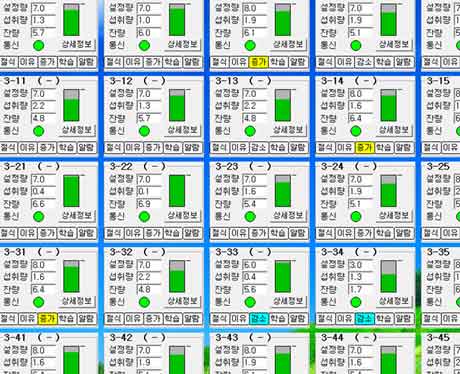 설정량 7.0 설정량 7.0 설정량 8.0 설정량 7.0 설정량
섭취량 1.3 섭취량 1.0 섭취량 1.9 섭취량 1.9 섭취량
잔량 5.7 잔량 6.0 잔량 6.1 잔량 5.1 잔량
통신 상세정보 통신 상세정보 통신 상세정보 통신 상세정보 통신
절식 이유 증가 학습 알람 절식 이유 증가 학습 알람 절식 이유 증가 학습 알람 절식 이유 감소 학습 알람 절식 이유
3-11 (-) 3-12 (-) 3-13 (-) 3-14 (-) 3-15
설정량 7.0 설정량 7.0 설정량 7.0 설정량 8.0 설정량
섭취량 2.2 섭취량 1.3 섭취량 2.2 섭취량 1.6 섭취량
잔량 4.8 잔량 5.7 잔량 4.8 잔량 6.4 잔량
통신 상세정보 통신 상세정보 통신 상세정보 통신 상세정보 통신
절식 이유 증가 학습 알람 절식 이유 증가 학습 알람 절식 이유 감소 학습 알람 절식 이유 증가 학습 알람 절식 이유
3-21 (-) 3-22 (-) 3-23 (-) 3-24 (-) 3-25
설정량 7.0 설정량 7.0 설정량 7.0 설정량 7.0 설정량
섭취량 0.4 섭취량 0.1 섭취량 1.6 섭취량 1.9 섭취량
잔량 6.6 잔량 6.9 잔량 5.4 잔량 5.1 잔량
통신 상세정보 통신 상세정보 통신 상세정보 통신 상세정보 통신
절식 이유 증가 학습 알람 절식 이유 증가 학습 알람 절식 이유 증가 학습 알람 절식 이유 증가 학습 알람 절식 이유
3-31 (-) 3-32 (-) 3-33 (-) 3-34 (-) 3-35
설정량 8.0 설정량 7.0 설정량 6.0 설정량 3.0 설정량
섭취량 1.6 섭취량 2.2 섭취량 0.4 섭취량 1.3 섭취량
잔량 6.4 잔량 4.8 잔량 5.6 잔량 1.7 잔량
통신 상세정보 통신 상세정보 통신 상세정보 통신 상세정보 통신
절식 이유 증가 학습 알람 절식 이유 증가 학습 알람 절식 이유 감소 학습 알람 절식 이유 감소 학습 알람 절식 이유
3-41 (-) 3-42 (-) 3-43 (-) 3-44 (-) 3-45
설정량 8.0 설정량 7.0 설정량 8.0 설정량 7.0 설정량
섭취량 1.6 섭취량 1.9 섭취량 1.9 섭취량 1.6 섭취량